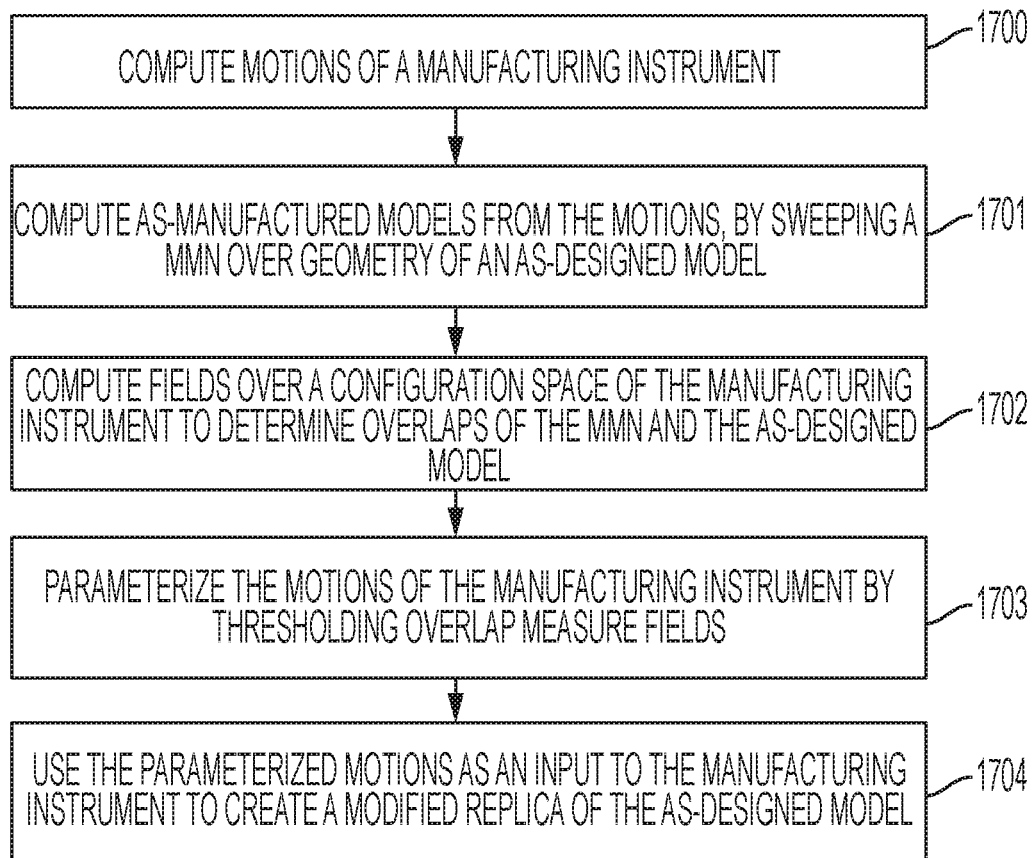 1700
COMPUTE MOTIONS OF A MANUFACTURING INSTRUMENT
COMPUTE AS-MANUFACTURED MODELS FROM THE MOTIONS, BY SWEEPING A
MMN OVER GEOMETRY OF AN AS-DESIGNED MODEL
1701
COMPUTE FIELDS OVER A CONFIGURATION SPACE OF THE MANUFACTURING
INSTRUMENT TO DETERMINE OVERLAPS OF THE MMN AND THE AS-DESIGNED
MODEL
1702
PARAMETERIZE THE MOTIONS OF THE MANUFACTURING INSTRUMENT BY
THRESHOLDING OVERLAP MEASURE FIELDS
1703
USE THE PARAMETERIZED MOTIONS AS AN INPUT TO THE MANUFACTURING
INSTRUMENT TO CREATE A MODIFIED REPLICA OF THE AS-DESIGNED MODEL
1704